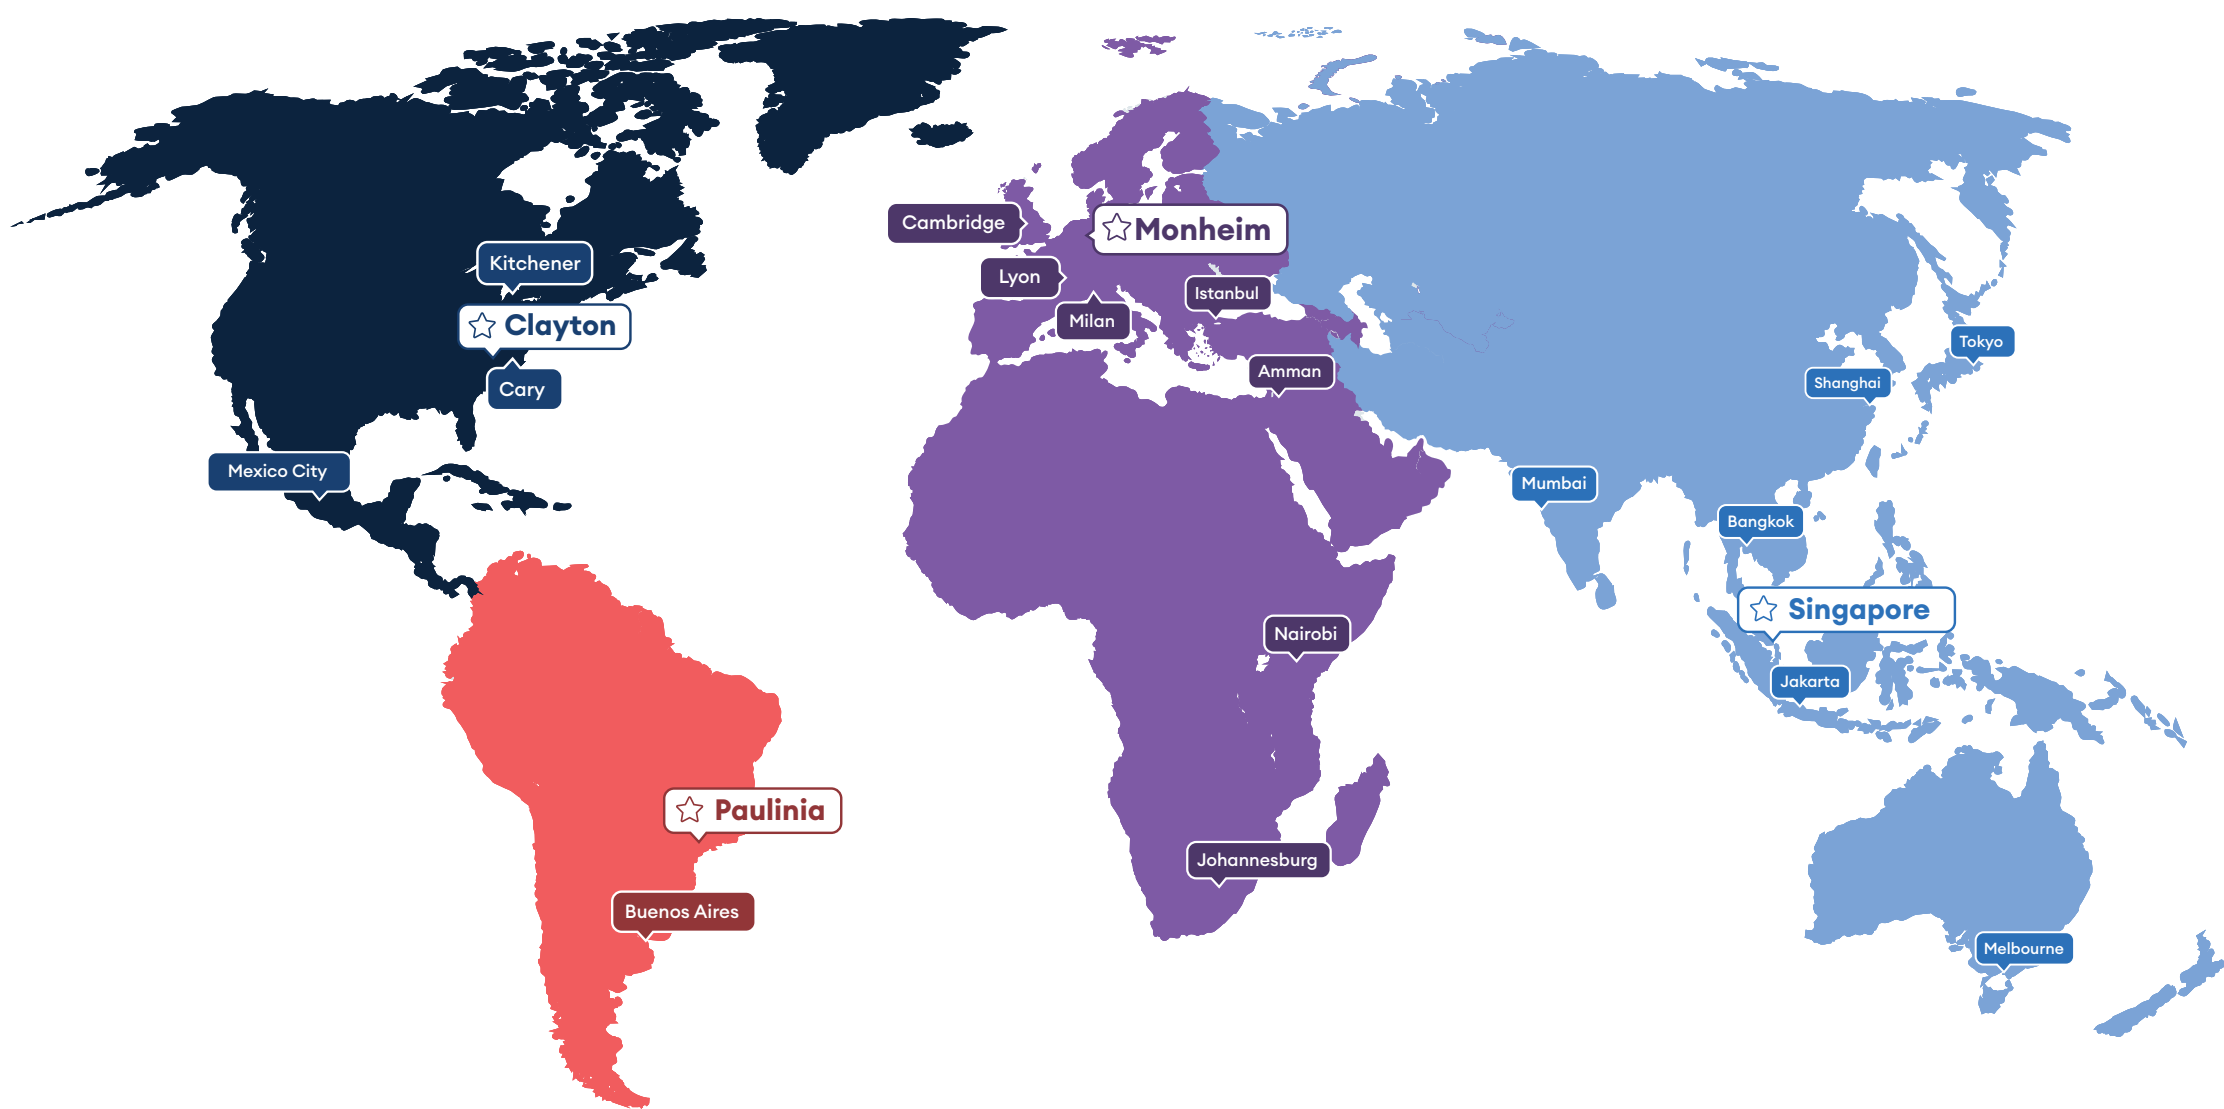 Cambridge
Monheim
Kitchener
Lyon
Istanbul
Milan
Clayton
Tokyo
Amman
Shanghai
Cary
Mexico City
Mumbai
Bangkok
Singapore
Nairobi
Jakarta
Paulinia
Johannesburg
Buenos Aires
Melbourne